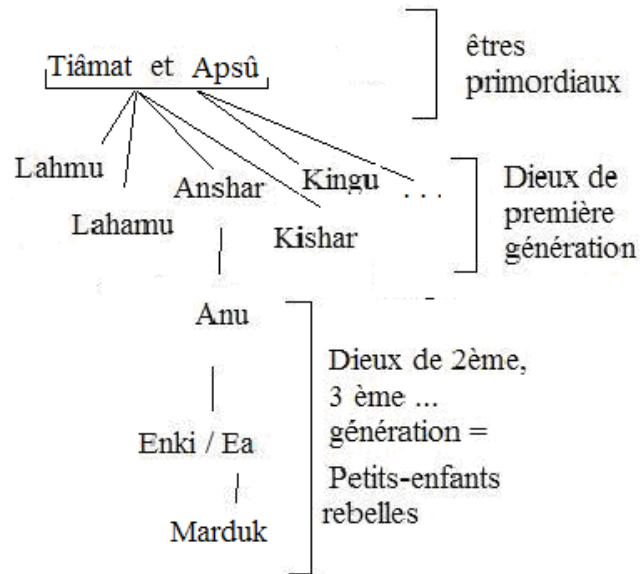 Tiâmat et Apsû
êtres
primordiaux
Lahmu
Lahamu
Anshar
Kishar
Kingu
. . .
Dieux de
première
génération
Anu
Enki / Ea
Marduk
Dieux de 2ème,
3 ème ...
génération =
Petits-enfants
rebelles